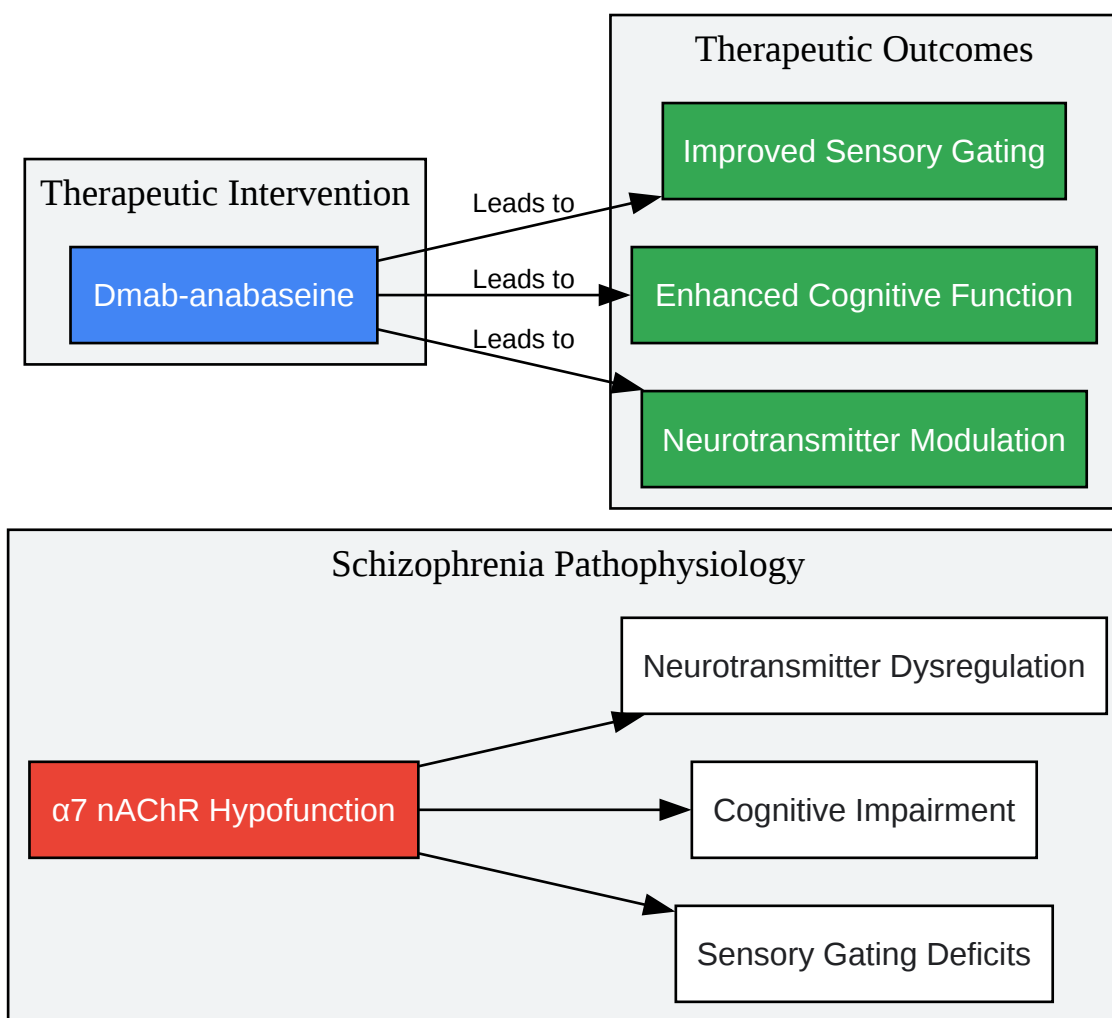 Therapeutic Outcomes
Improved Sensory Gating
Therapeutic Intervention
Leads to
Dmab-anabaseine
Leads to
Enhanced Cognitive Function
Leads to
Neurotransmitter Modulation
Schizophrenia Pathophysiology
Neurotransmitter Dysregulation
α7 nAChR Hypofunction
Cognitive Impairment
Sensory Gating Deficits